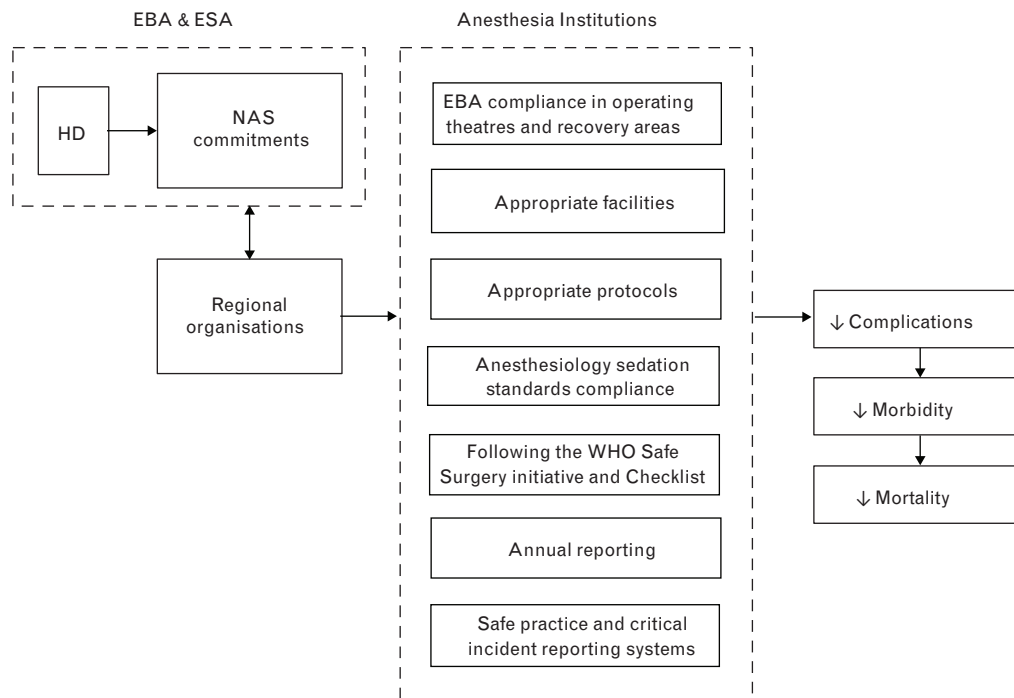 EBA & ESA
HD
NAS
commitments
Regional
organisations
Anesthesia Institutions
EBA compliance in operating
theatres and recovery areas
Appropriate facilities
Appropriate protocols
Anesthesiology sedation
standards compliance
Following the WHO Safe
Surgery initiative and Checklist
Annual reporting
Safe practice and critical
incident reporting systems
↓ Complications
↓ Morbidity
↓ Mortality